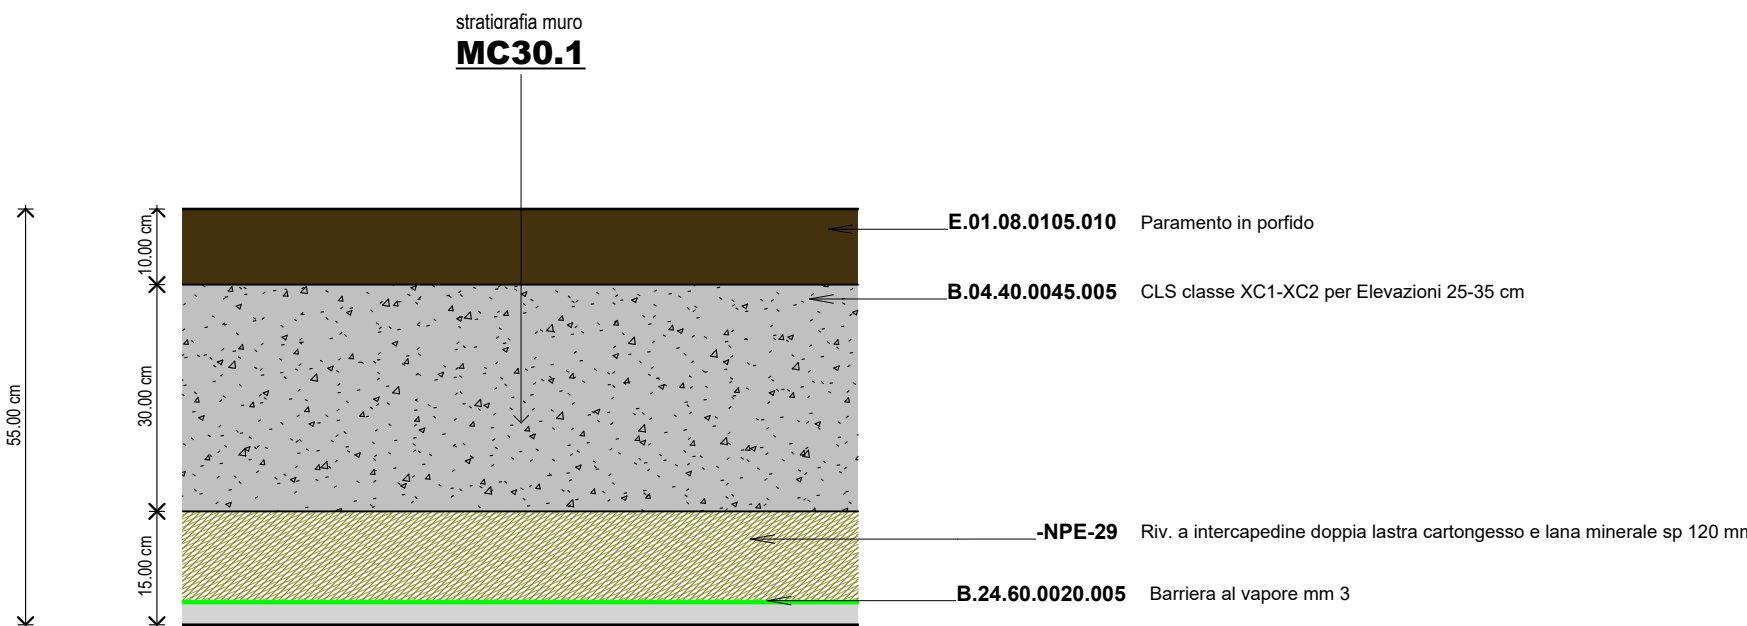 stratigrafia muro
MC30.1
55.00 cm
10.00 cm
30.00 cm
15.00 cm
E.01.08.0105.010 Paramento in porfido
B.04.40.0045.005 CLS classe XC1-XC2 per Elevazioni 25-35 cm
-NPE-29 Riv. a intercapedine doppia lastra cartongesso e lana minerale sp 120 mm
B.24.60.0020.005 Barriera al vapore mm 3